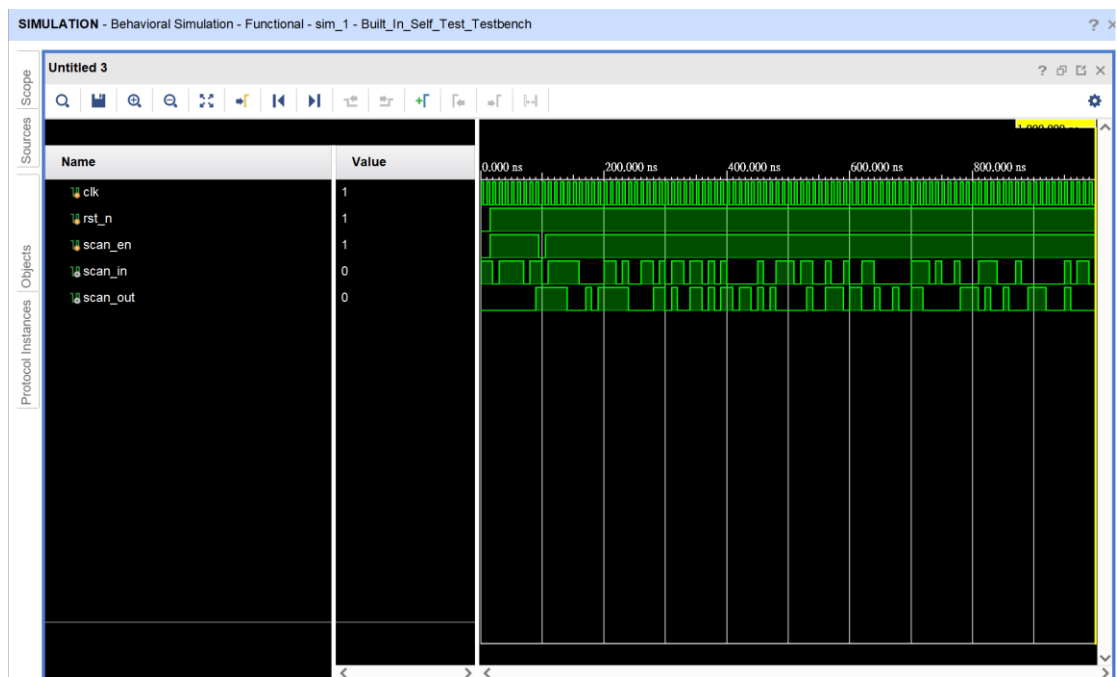 SIMULATION - Behavioral Simulation - Functional - sim_1 - Built_In_Self_Test_Testbench
Scope
Sources
Objects
Protocol Instances
Untitled 3
Name Value
0.000 ns 200.000 ns 400.000 ns 600.000 ns 800.000 ns
clk 1
rst_n 1
scan_en 1
scan_in 0
scan_out 0